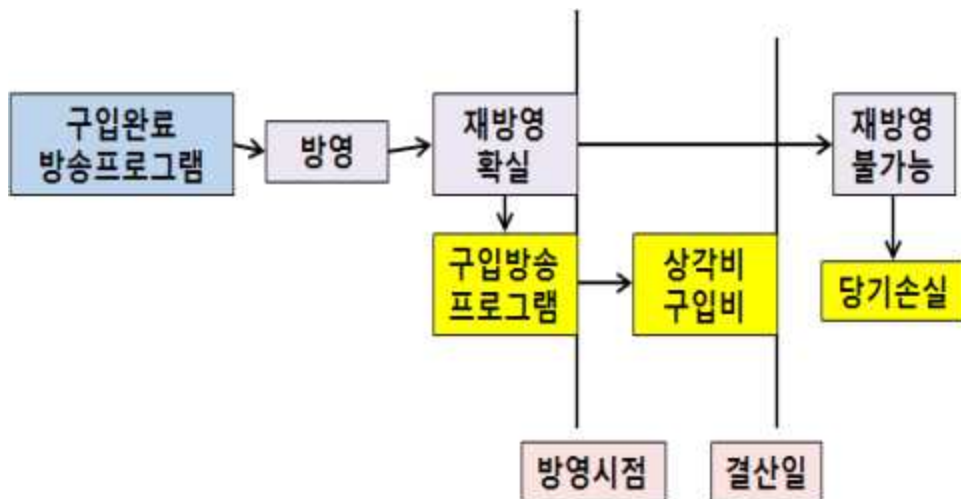 구입완료
방송프로그램
방영
재방영
확실
재방영
불가능
구입방송
프로그램
상각비
구입비
당기손실
방영시점
결산일